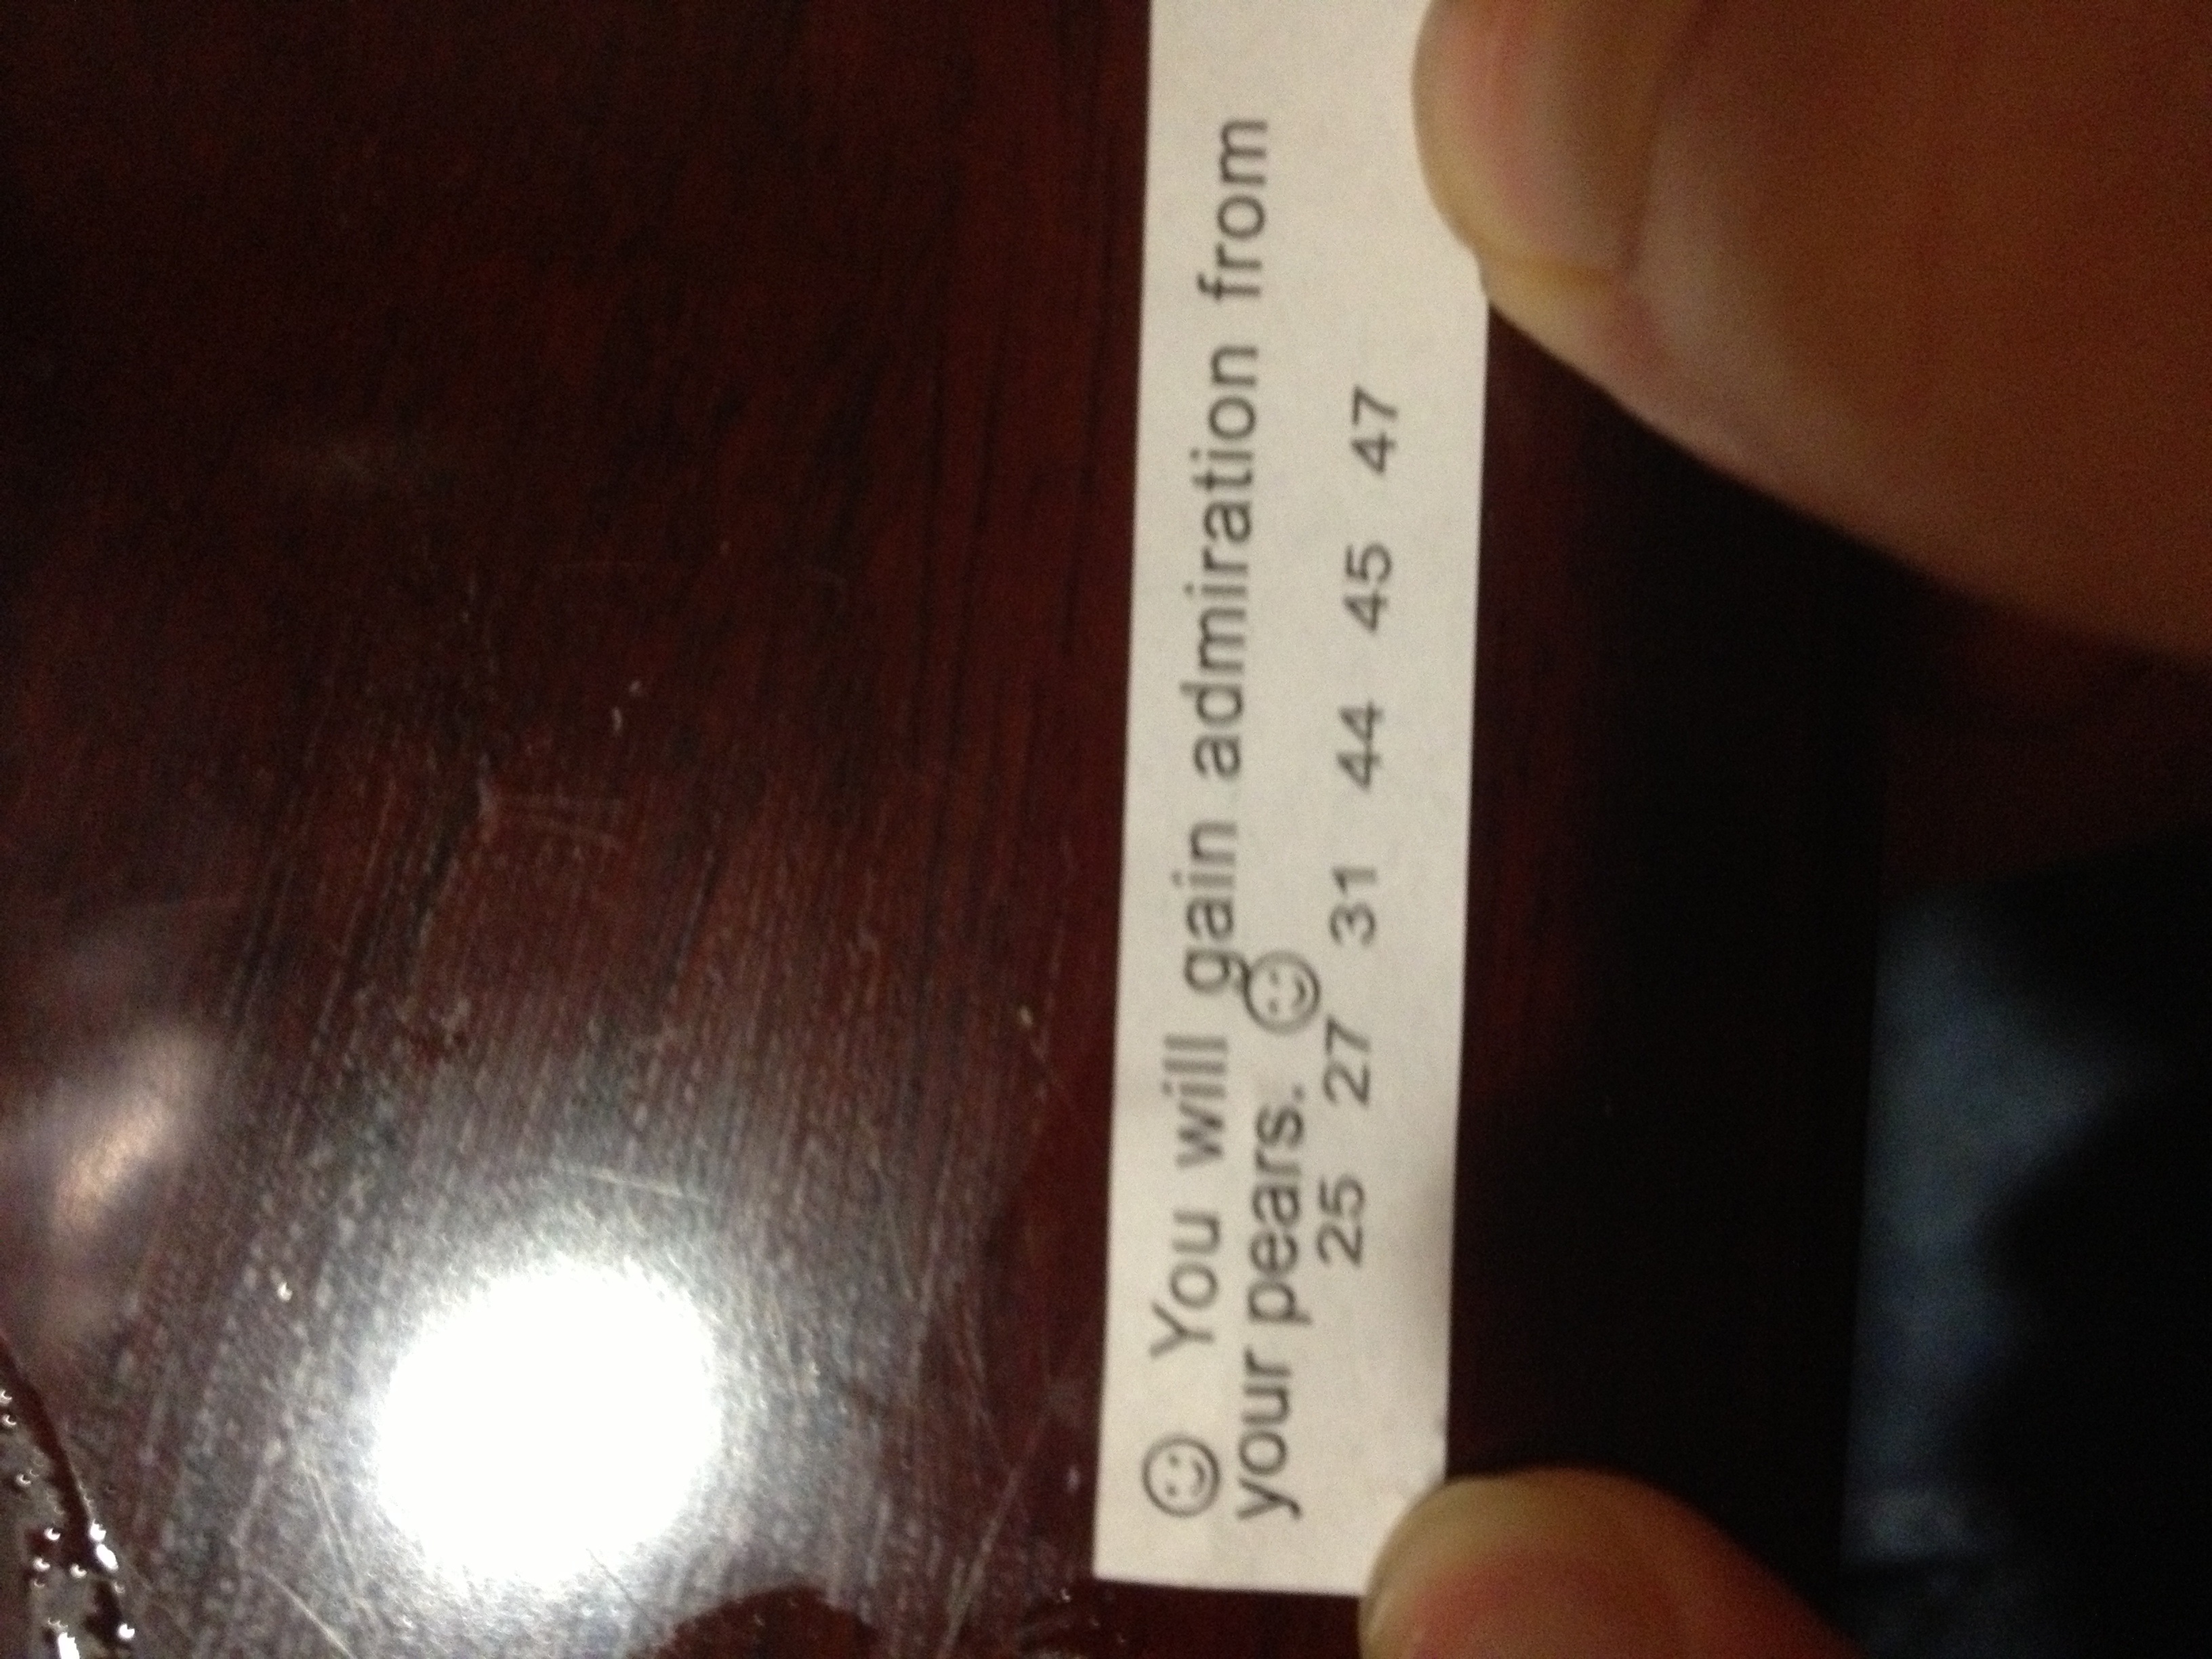 ☺ You will gain admiration from
your pears. ☺
25 27 31 44 45 47